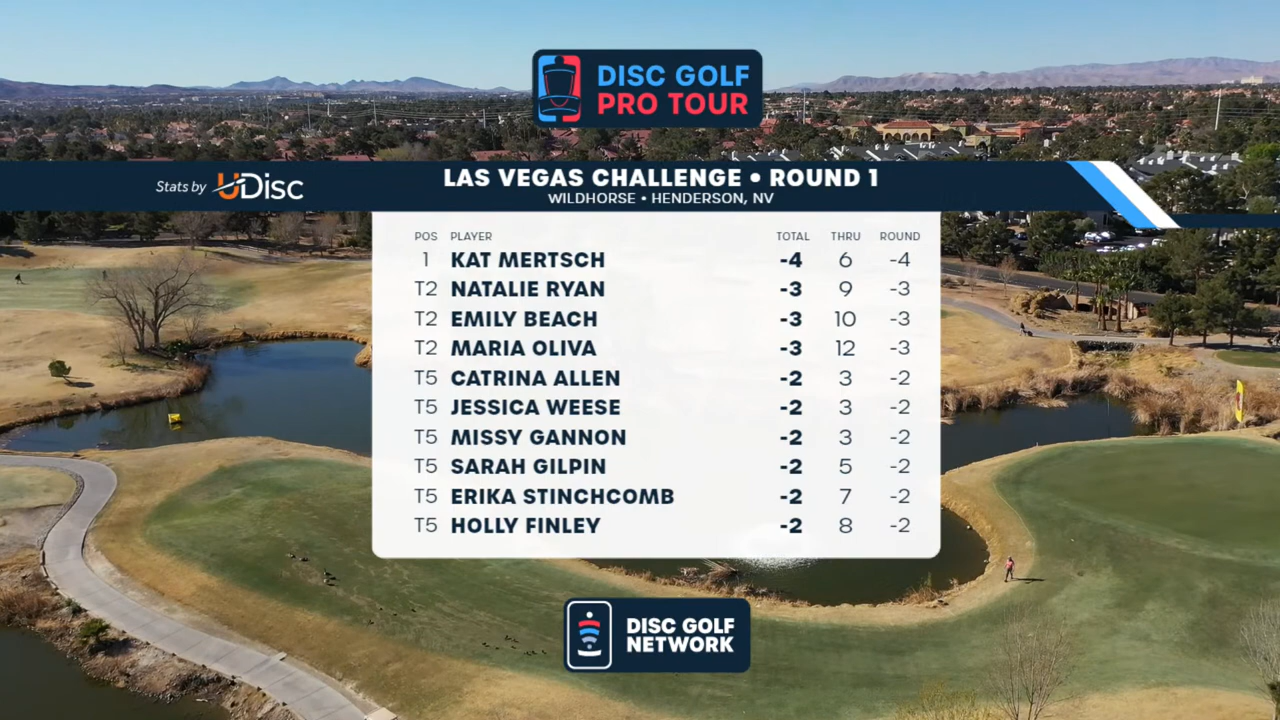 DISC GOLF
PRO TOUR
Stats by UDisc
LAS VEGAS CHALLENGE • ROUND 1
WILDHORSE • HENDERSON, NV
POS PLAYER TOTAL THRU ROUND
1 KAT MERTSCH -4 6 -4
T2 NATALIE RYAN -3 9 -3
T2 EMILY BEACH -3 10 -3
T2 MARIA OLIVA -3 12 -3
T5 CATRINA ALLEN -2 3 -2
T5 JESSICA WEESE -2 3 -2
T5 MISSY GANNON -2 3 -2
T5 SARAH GILPIN -2 5 -2
T5 ERIKA STINCHCOMB -2 7 -2
T5 HOLLY FINLEY -2 8 -2
DISC GOLF
NETWORK